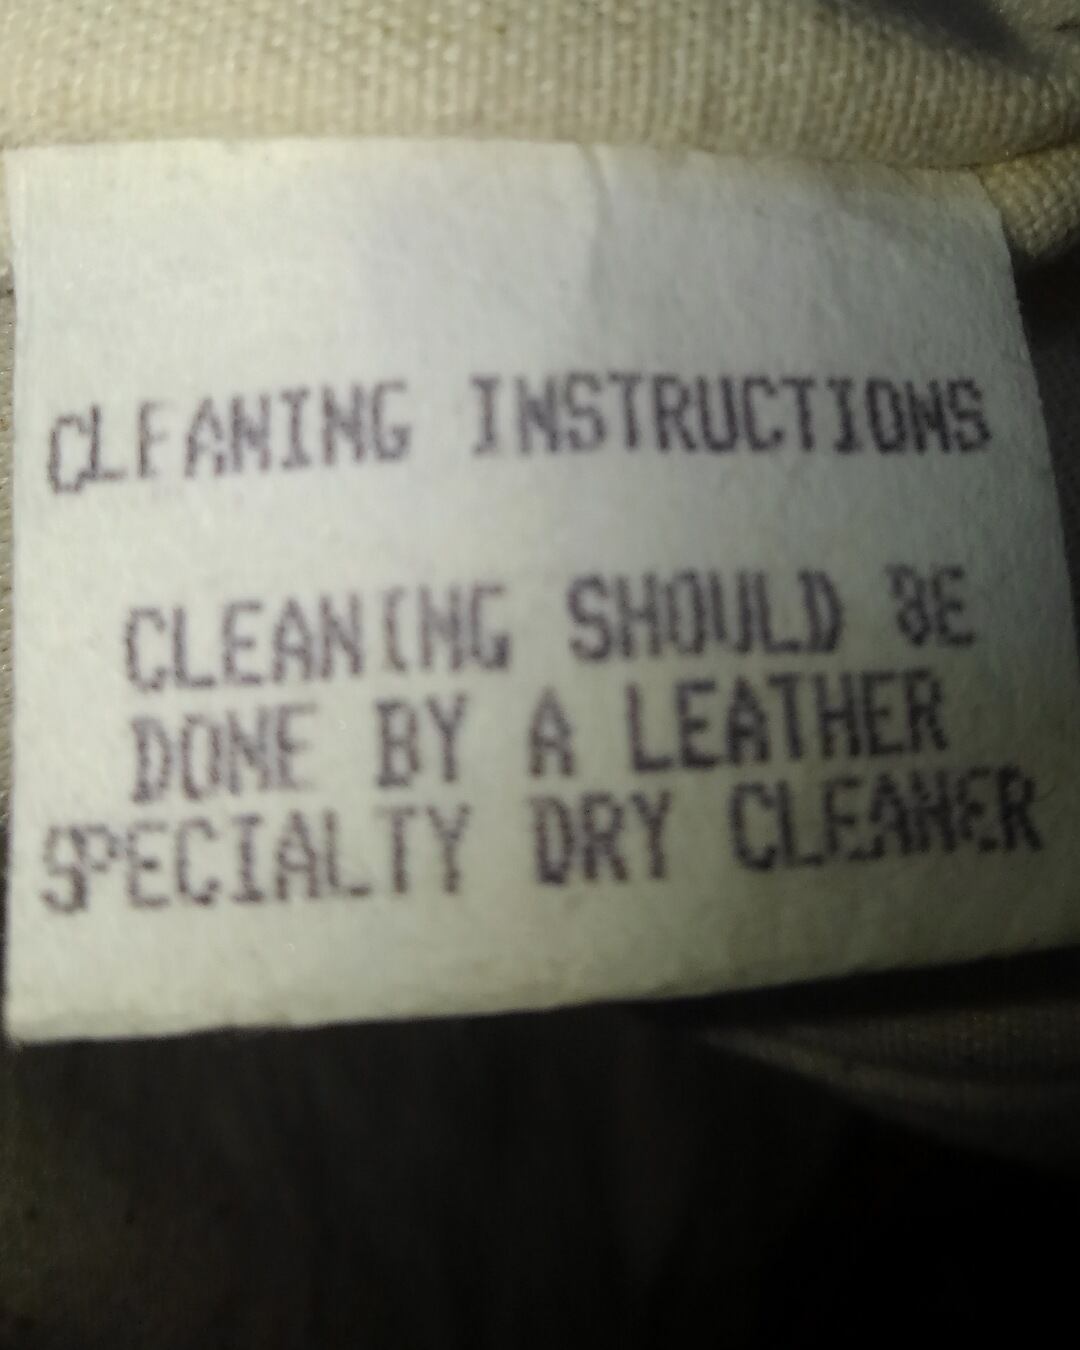 CLEANING INSTRUCTIONS
CLEANING SHOULD BE
DONE BY A LEATHER
SPECIALTY DRY CLEANER